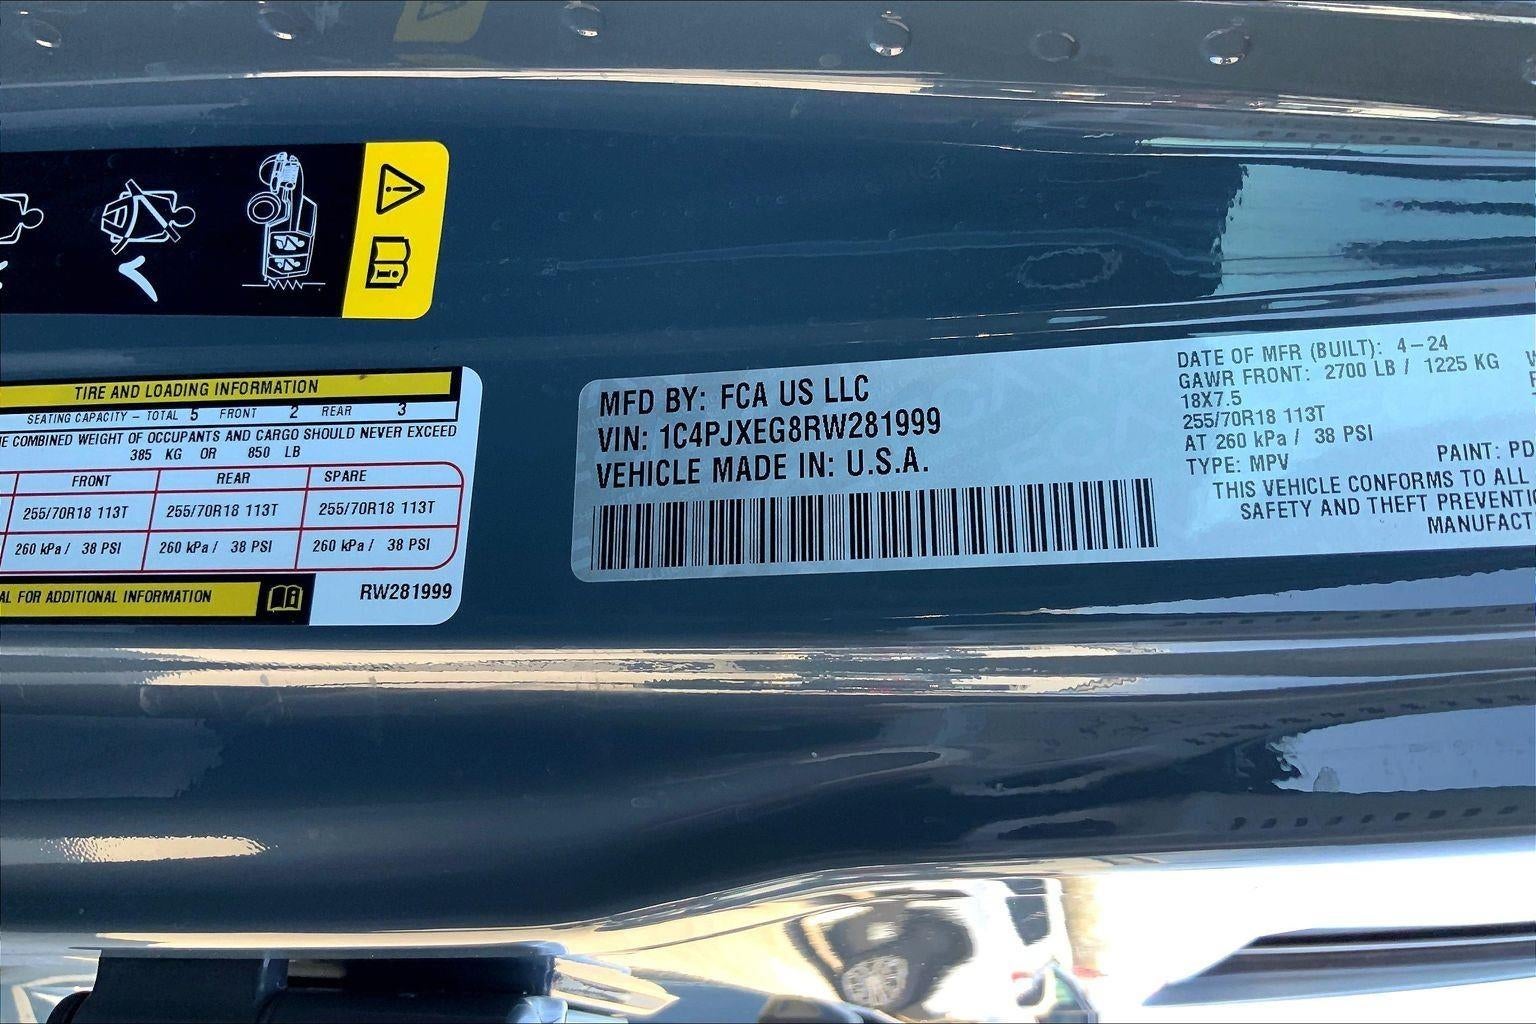 TIRE AND LOADING INFORMATION
SEATING CAPACITY – TOTAL 5 FRONT 2 REAR 3
COMBINED WEIGHT OF OCCUPANTS AND CARGO SHOULD NEVER EXCEED
385 KG OR 850 LB
FRONT REAR SPARE
255/70R18 113T 255/70R18 113T 255/70R18 113T
260 kPa / 38 PSI 260 kPa / 38 PSI 260 kPa / 38 PSI
FOR ADDITIONAL INFORMATION
RW281999
MFD BY: FCA US LLC
VIN: 1C4PJXEG8RW281999
VEHICLE MADE IN: U.S.A.
DATE OF MFR (BUILT): 4-24
GAWR FRONT: 2700 LB / 1225 KG
18X7.5
255/70R18 113T
AT 260 kPa / 38 PSI
TYPE: MPV PAINT: PD
THIS VEHICLE CONFORMS TO ALL
SAFETY AND THEFT PREVENTI
MANUFACT